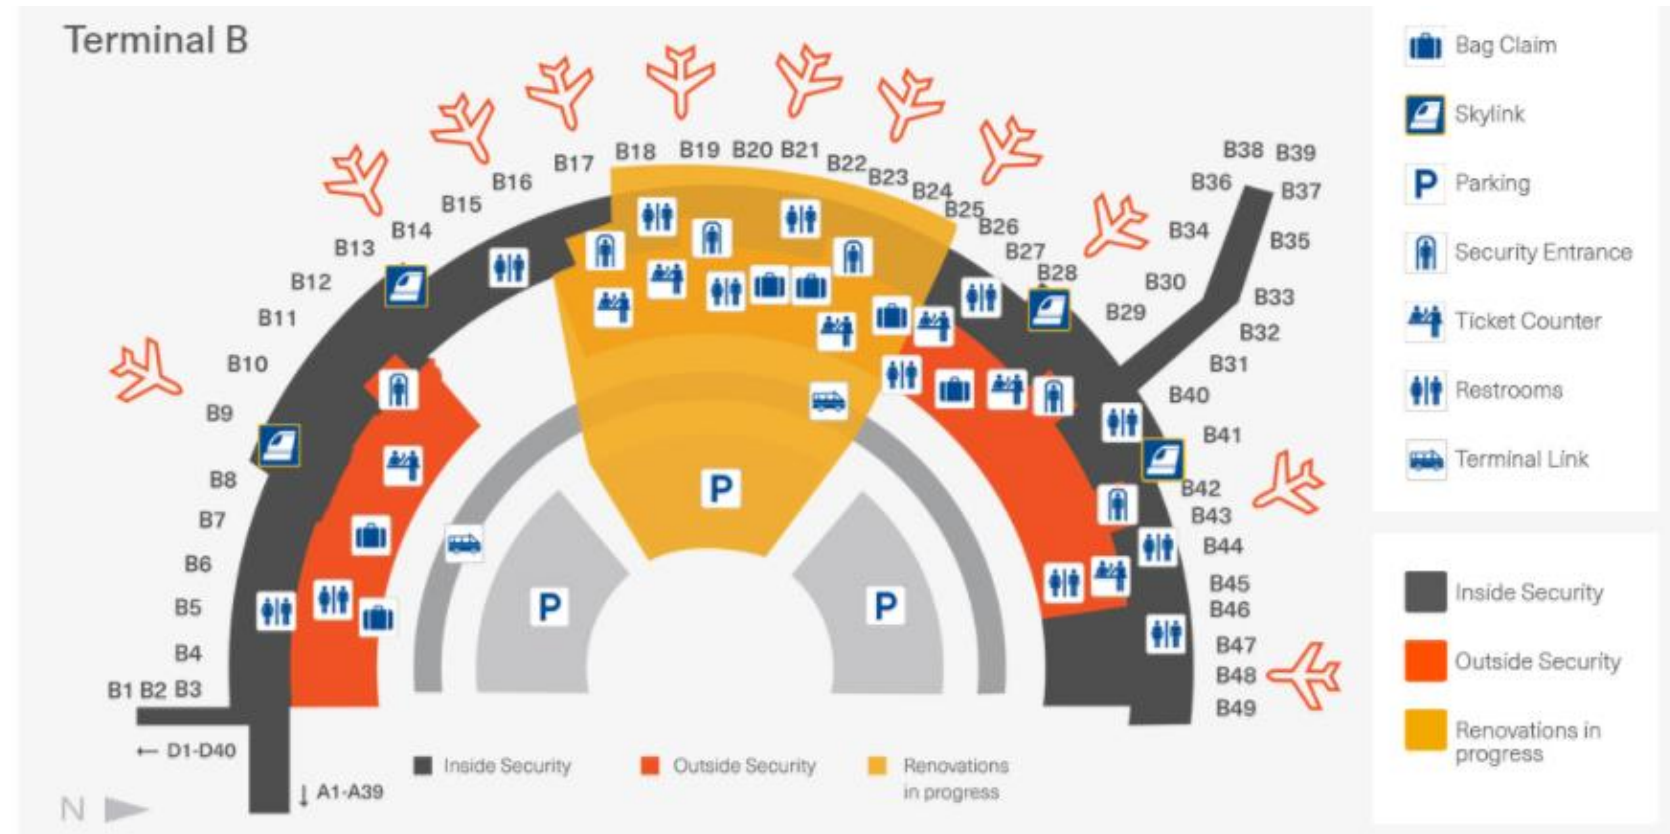 Terminal B
B1 B2 B3
B4
B5
B6
B7
B8
B9
B10
B11
B12
B13
B14
B15
B16
B17
B18
B19
B20
B21
B22
B23
B24
B25
B26
B27
B28
B29
B30
B34
B36
B38
B39
B37
B35
B33
B32
B31
B40
B41
B42
B43
B44
B45
B46
B47
B48
B49
P
P
P
← D1-D40
↓ A1-A39
N
Inside Security
Outside Security
Renovations
in progress
Bag Claim
Skylink
P
Parking
Security Entrance
Ticket Counter
Restrooms
Terminal Link
Inside Security
Outside Security
Renovations in
progress